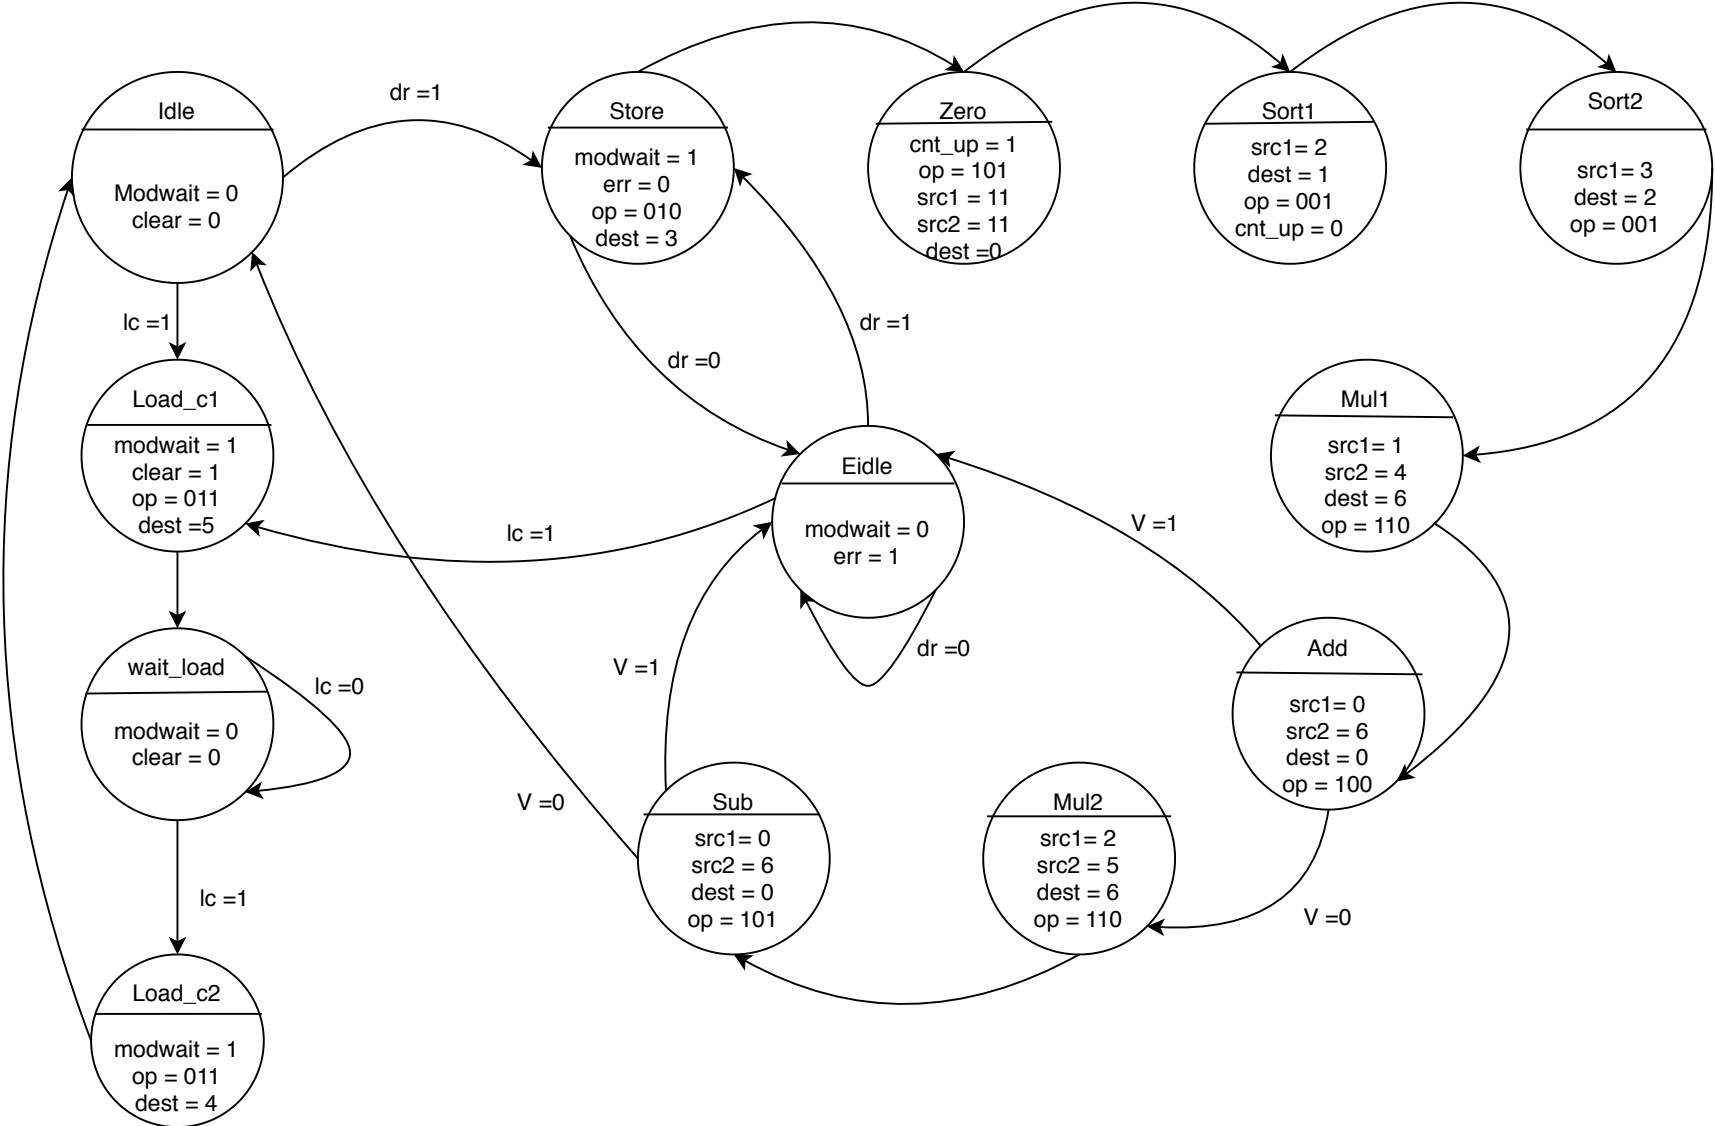 Idle
Modwait = 0
clear = 0
dr =1
Store
modwait = 1
err = 0
op = 010
dest = 3
Zero
cnt_up = 1
op = 101
src1 = 11
src2 = 11
dest =0
Sort1
src1= 2
dest = 1
op = 001
cnt_up = 0
Sort2
src1= 3
dest = 2
op = 001
lc =1
dr =0
dr =1
Load_c1
modwait = 1
clear = 1
op = 011
dest =5
lc =1
Eidle
modwait = 0
err = 1
dr =0
V =1
Mul1
src1= 1
src2 = 4
dest = 6
op = 110
wait_load
modwait = 0
clear = 0
lc =0
V =1
V =0
Add
src1= 0
src2 = 6
dest = 0
op = 100
Sub
src1= 0
src2 = 6
dest = 0
op = 101
Mul2
src1= 2
src2 = 5
dest = 6
op = 110
V =0
lc =1
Load_c2
modwait = 1
op = 011
dest = 4